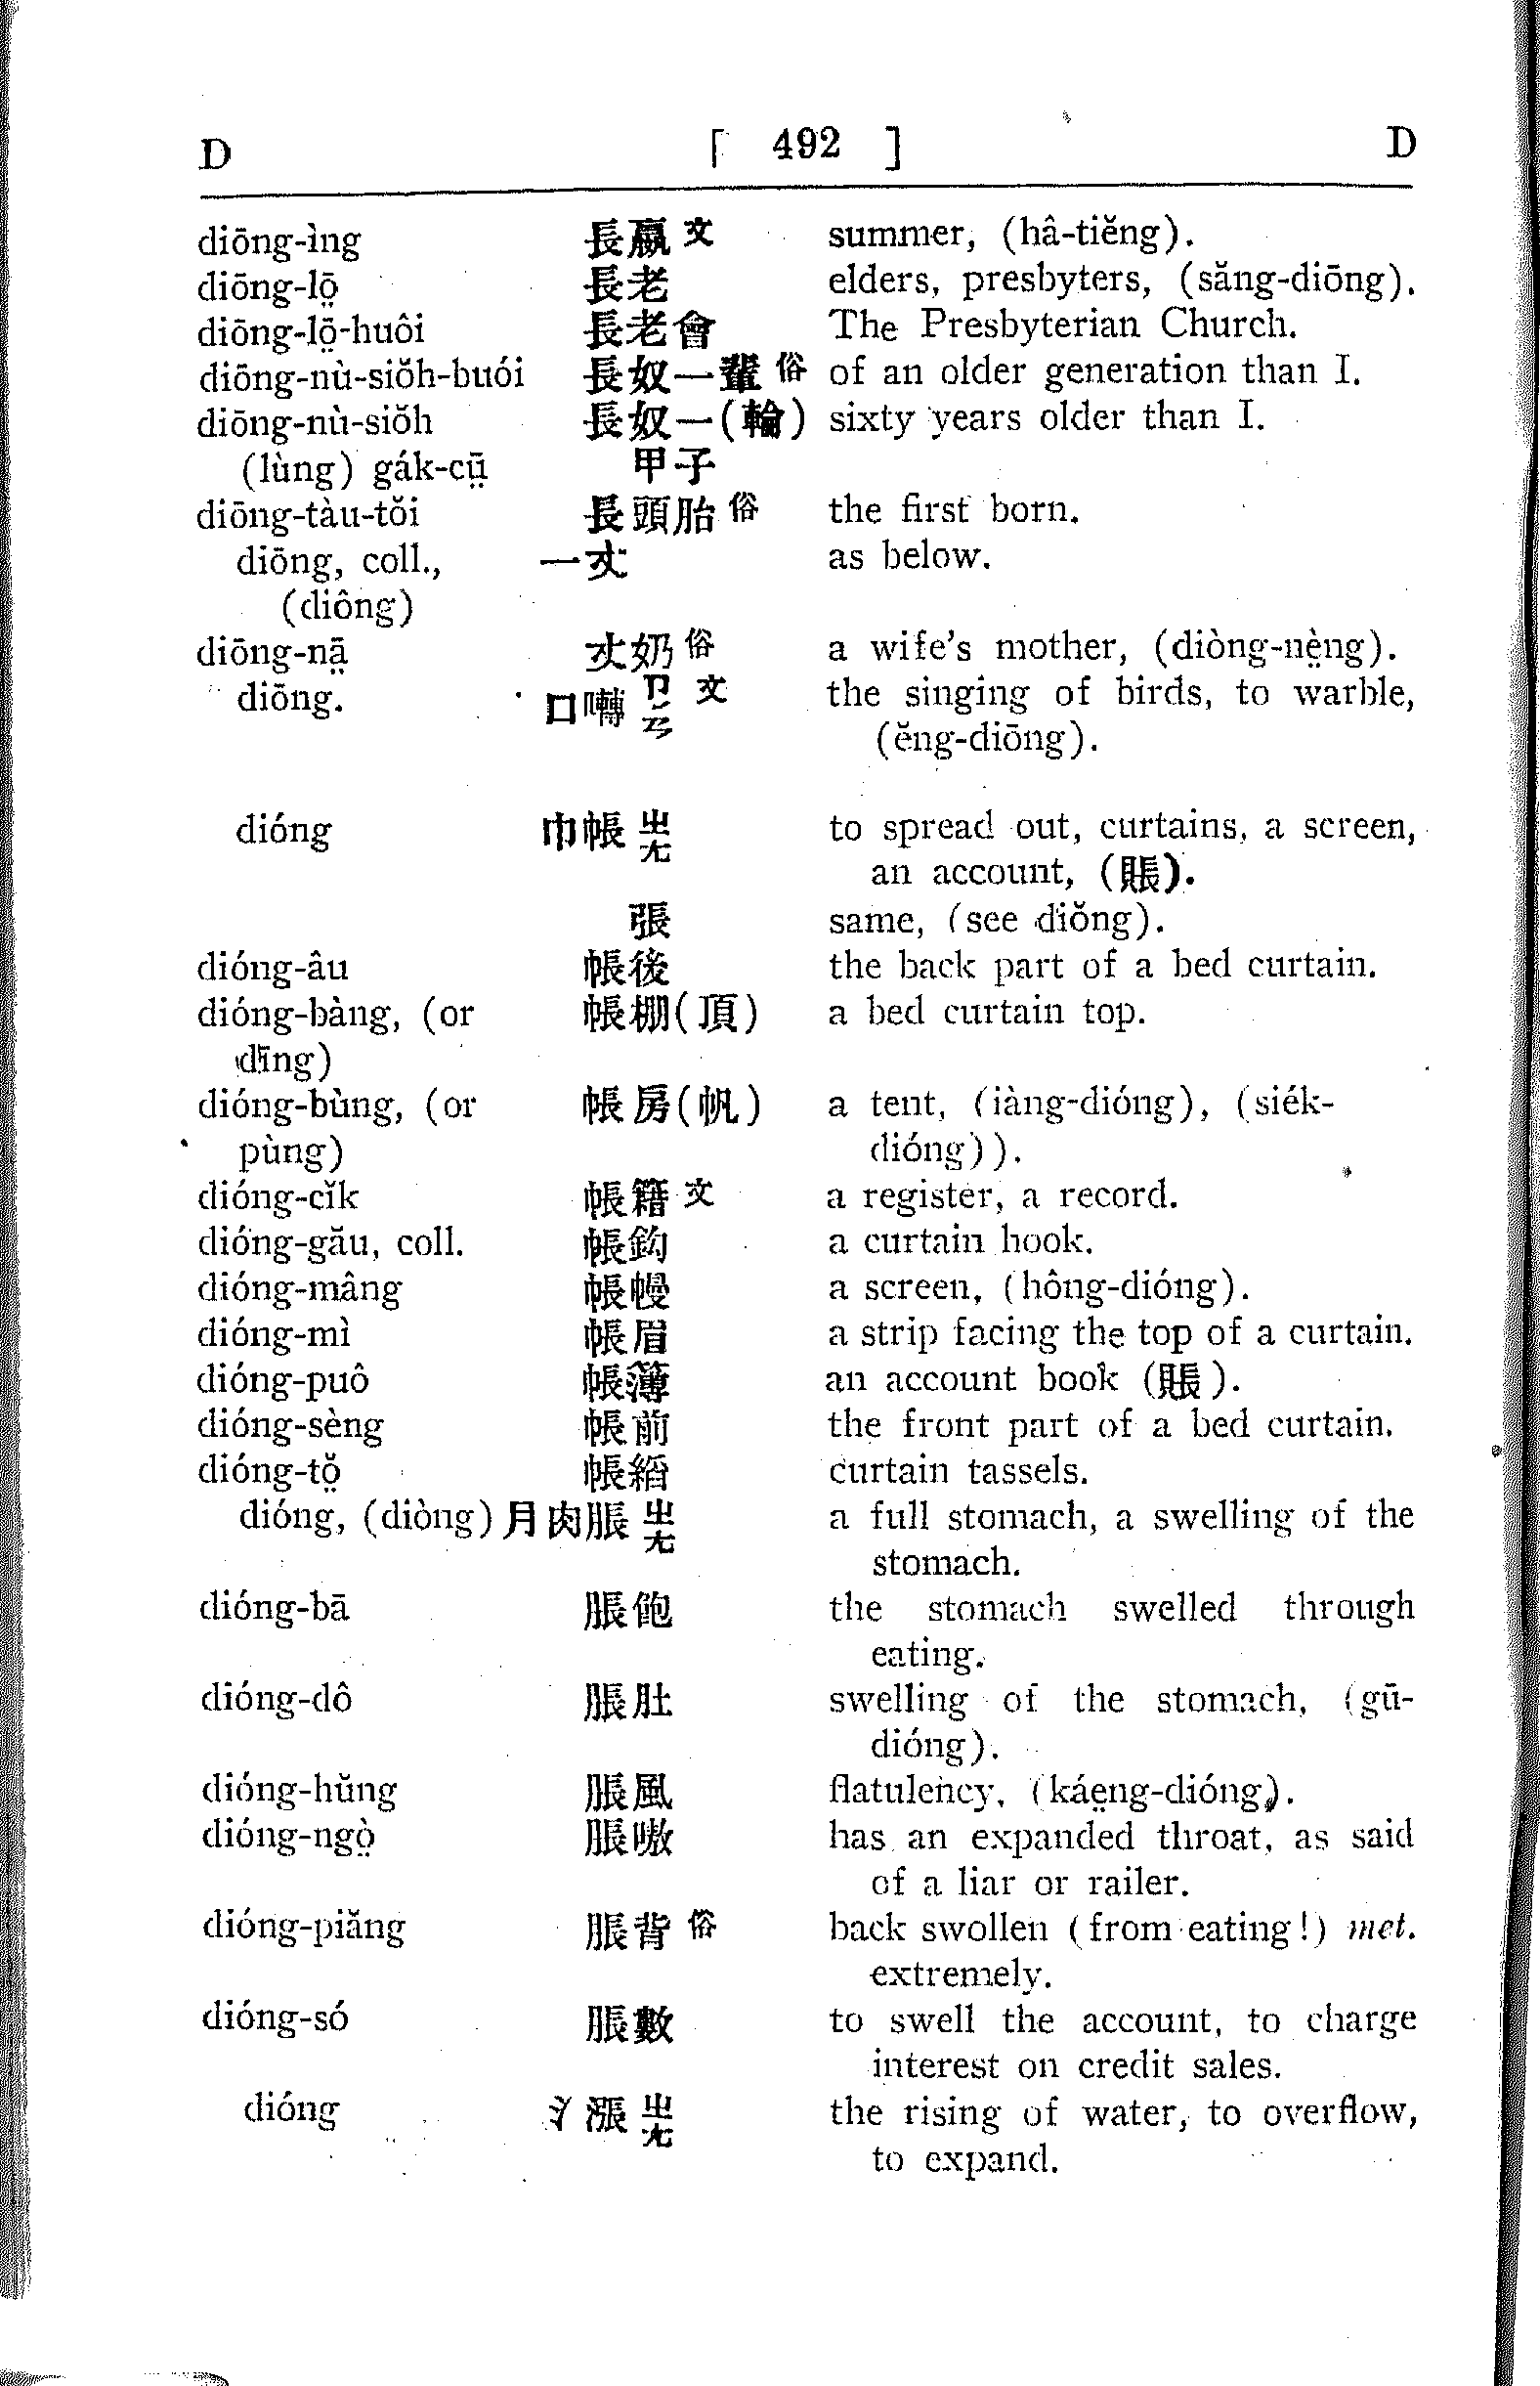 D [ 492 ] D
diōng-ìng 長嬴文 summer, (hâ-tiĕng).
diōng-lō̤ 長老 elders, presbyters, (săng-diōng).
diōng-lō̤-huôi 長老會 The Presbyterian Church.
diōng-nù-siŏh-buói 長奴一輩俗 of an older generation than I.
diōng-nù-siŏh 長奴一(輪) sixty years older than I.
(lùng) gák-cṳ̄ 甲子
diōng-tàu-tŏi 長頭胎俗 the first born.
diōng, coll., 一丈 as below.
(diông)
diōng-nā̤ 丈奶俗 a wife's mother, (diòng-nè̤ng).
diōng. 口囀ㄗㄢ文 the singing of birds, to warble,
(ĕng-diōng).
dióng 巾帳ㄓㄤ to spread out, curtains, a screen,
an account, (賬).
張 same, (see diŏng).
dióng-âu 帳後 the back part of a bed curtain.
dióng-bàng, (or 帳棚(頂) a bed curtain top.
dīng)
dióng-bùng, (or 帳房(帆) a tent, (iàng-dióng), (siék-
pùng) dióng)).
dióng-cĭk 帳籍文 a register, a record.
dióng-gău, coll. 帳鈎 a curtain hook.
dióng-mâng 帳幔 a screen, (hông-dióng).
dióng-mì 帳眉 a strip facing the top of a curtain.
dióng-puô 帳簿 an account book (賬).
dióng-sèng 帳前 the front part of a bed curtain.
dióng-tŏ̤ 帳縚 curtain tassels.
dióng, (diòng) 月肉脹ㄓㄤ a full stomach, a swelling of the
stomach.
dióng-bā 脹飽 the stomach swelled through
eating.
dióng-dô 脹肚 swelling of the stomach, (gū-
dióng).
dióng-hŭng 脹風 flatulency, (káe̤ng-dióng).
dióng-ngò̤ 脹嗷 has an expanded throat, as said
of a liar or railer.
dióng-piăng 脹背俗 back swollen (from eating!) met.
extremely.
dióng-só 脹數 to swell the account, to charge
interest on credit sales.
dióng 氵漲ㄓㄤ the rising of water, to overflow,
to expand.